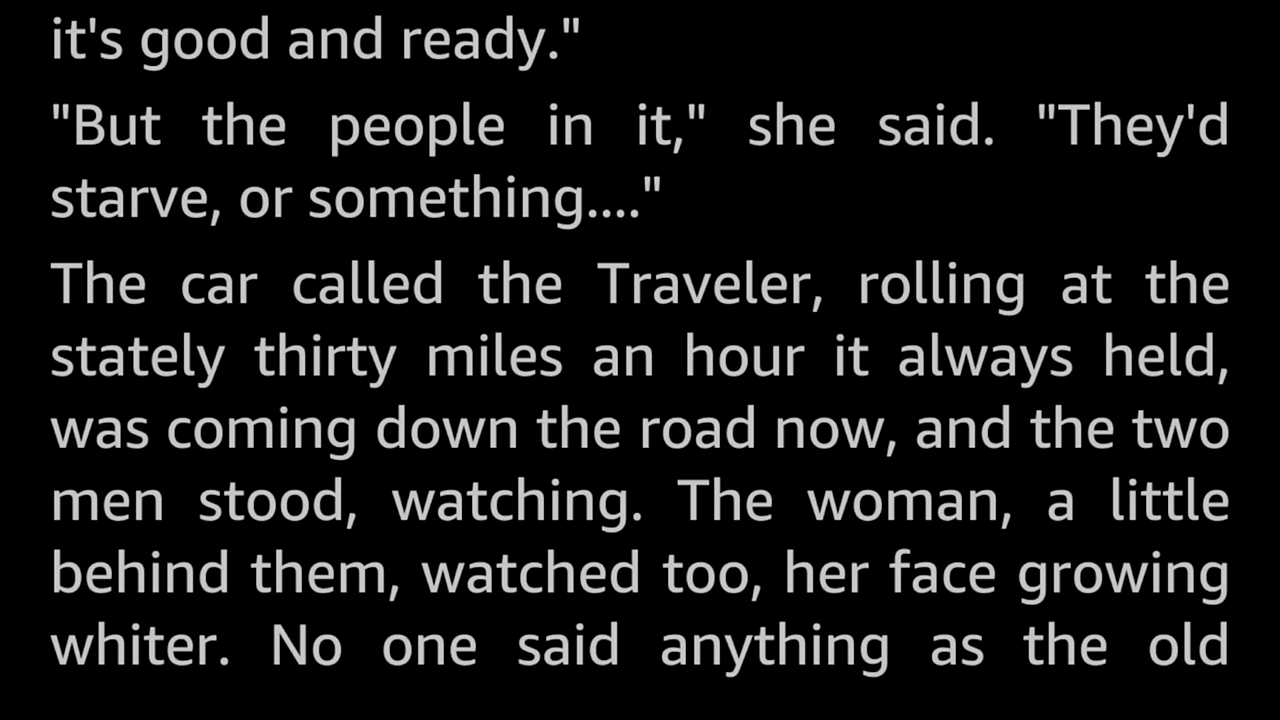 it's good and ready."
"But the people in it," she said. "They'd
starve, or something...."
The car called the Traveler, rolling at the
stately thirty miles an hour it always held,
was coming down the road now, and the two
men stood, watching. The woman, a little
behind them, watched too, her face growing
whiter. No one said anything as the old